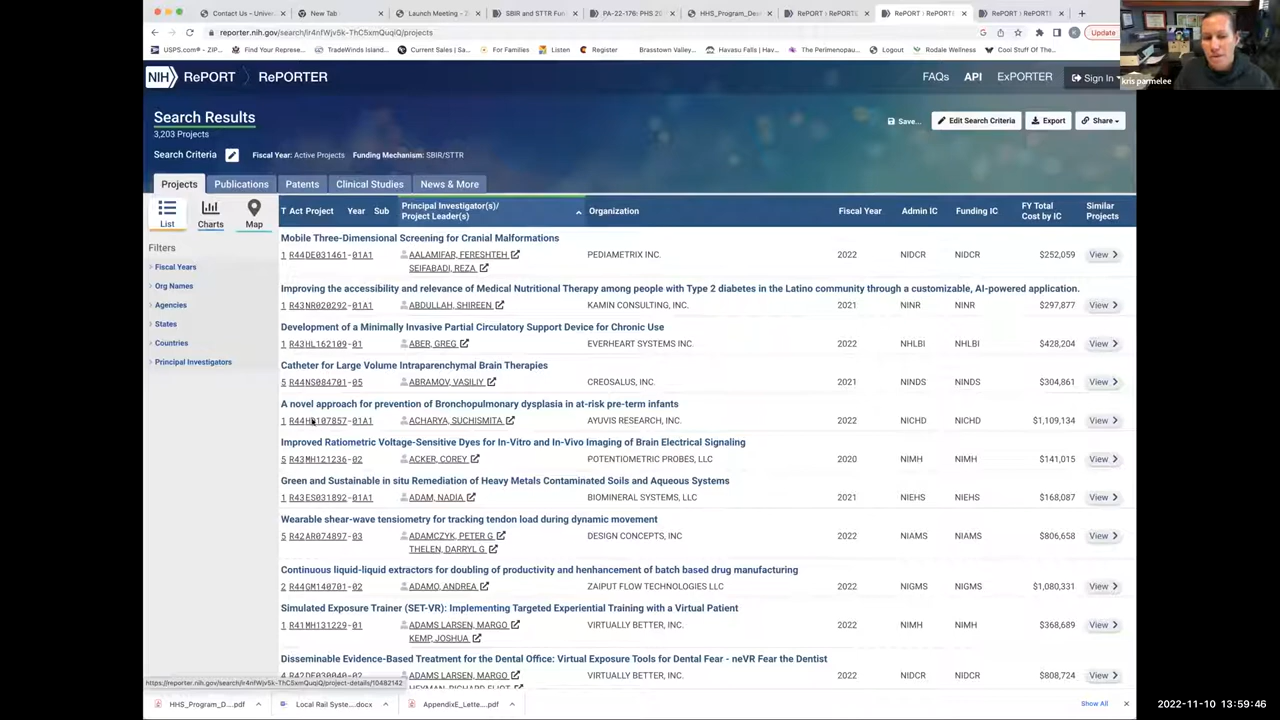 Contact Us - Univer
New Tab
Launch Meeting -
SBIR and STTR Fun
PA-22-176: PHS 20
HHS_Program_Des
RePORT ⟩ RePORTE
RePORT ⟩ RePORTE
RePORT ⟩ RePORTE
reporter.nih.gov/search/ir4nfWjv5k-ThC5xmQuqiQ/projects
Update
USPS.com® - ZIP...
Find Your Represe...
TradeWinds Island...
Current Sales | Sa...
For Families
Listen
Register
Brasstown Valley...
Havasu Falls | Hav...
The Perimenopau...
Logout
Rodale Wellness
Cool Stuff Of The...
kris parmelee
NIH RePORT RePORTER
FAQs API ExPORTER Sign In
Search Results
3,203 Projects
Save...
Edit Search Criteria
Export
Share
Search Criteria Fiscal Year: Active Projects Funding Mechanism: SBIR/STTR
Projects Publications Patents Clinical Studies News & More
List Charts Map
Filters
Fiscal Years
Org Names
Agencies
States
Countries
Principal Investigators
T Act Project Year Sub Principal Investigator(s)/ Project Leader(s) Organization Fiscal Year Admin IC Funding IC FY Total Cost by IC Similar Projects
Mobile Three-Dimensional Screening for Cranial Malformations
1 R44DE031461-01A1 AALAMIFAR, FERESHTEH PEDIAMETRIX INC. 2022 NIDCR NIDCR $252,059 View
SEIFABADI, REZA
Improving the accessibility and relevance of Medical Nutritional Therapy among people with Type 2 diabetes in the Latino community through a customizable, AI-powered application.
1 R43NR020292-01A1 ABDULLAH, SHIREEN KAMIN CONSULTING, INC. 2021 NINR NINR $297,877 View
Development of a Minimally Invasive Partial Circulatory Support Device for Chronic Use
1 R43HL162109-01 ABER, GREG EVERHEART SYSTEMS INC. 2022 NHLBI NHLBI $428,204 View
Catheter for Large Volume Intraparenchymal Brain Therapies
5 R44NS084701-05 ABRAMOV, VASILIY CREOSALUS, INC. 2021 NINDS NINDS $304,861 View
A novel approach for prevention of Bronchopulmonary dysplasia in at-risk pre-term infants
1 R44HD107857-01A1 ACHARYA, SUCHISMITA AYUVIS RESEARCH, INC. 2022 NICHD NICHD $1,109,134 View
Improved Ratiometric Voltage-Sensitive Dyes for In-Vitro and In-Vivo Imaging of Brain Electrical Signaling
5 R43MH121236-02 ACKER, COREY POTENTIOMETRIC PROBES, LLC 2020 NIMH NIMH $141,015 View
Green and Sustainable in situ Remediation of Heavy Metals Contaminated Soils and Aqueous Systems
1 R43ES031892-01A1 ADAM, NADIA BIOMINERAL SYSTEMS, LLC 2021 NIEHS NIEHS $168,087 View
Wearable shear-wave tensiometry for tracking tendon load during dynamic movement
5 R42AR074897-03 ADAMCZYK, PETER G DESIGN CONCEPTS, INC 2022 NIAMS NIAMS $806,658 View
THELEN, DARRYL G
Continuous liquid-liquid extractors for doubling of productivity and henhancement of batch based drug manufacturing
2 R44GM140701-02 ADAMO, ANDREA ZAIPUT FLOW TECHNOLOGIES LLC 2022 NIGMS NIGMS $1,080,331 View
Simulated Exposure Trainer (SET-VR): Implementing Targeted Experiential Training with a Virtual Patient
1 R41MH131229-01 ADAMS LARSEN, MARGO VIRTUALLY BETTER, INC. 2022 NIMH NIMH $368,689 View
KEMP, JOSHUA
Disseminable Evidence-Based Treatment for the Dental Office: Virtual Exposure Tools for Dental Fear - neVR Fear the Dentist
4 R42DE030040-02 ADAMS LARSEN, MARGO VIRTUALLY BETTER, INC. 2022 NIDCR NIDCR $808,724 View
HEYMAN, RICHARD ELIOT
https://reporter.nih.gov/search/ir4nfWjv5k-ThC5xmQuqiQ/project-details/10482142
HHS_Program_D....pdf
Local Rail Syste....docx
AppendixE_Lette....pdf
Show All
2022-11-10 13:59:46